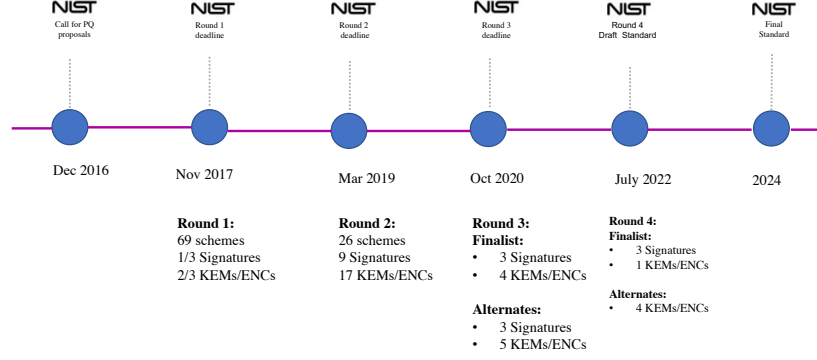 NIST
Call for PQ
proposals
NIST
Round 1
deadline
NIST
Round 2
deadline
NIST
Round 3
deadline
NIST
Round 4
Draft Standard
NIST
Final
Standard
Dec 2016
Nov 2017
Mar 2019
Oct 2020
July 2022
2024
Round 1:
69 schemes
1/3 Signatures
2/3 KEMs/ENCs
Round 2:
26 schemes
9 Signatures
17 KEMs/ENCs
Round 3:
Finalist:
• 3 Signatures
• 4 KEMs/ENCs
Alternates:
• 3 Signatures
• 5 KEMs/ENCs
Round 4:
Finalist:
• 3 Signatures
• 1 KEMs/ENCs
Alternates:
• 4 KEMs/ENCs